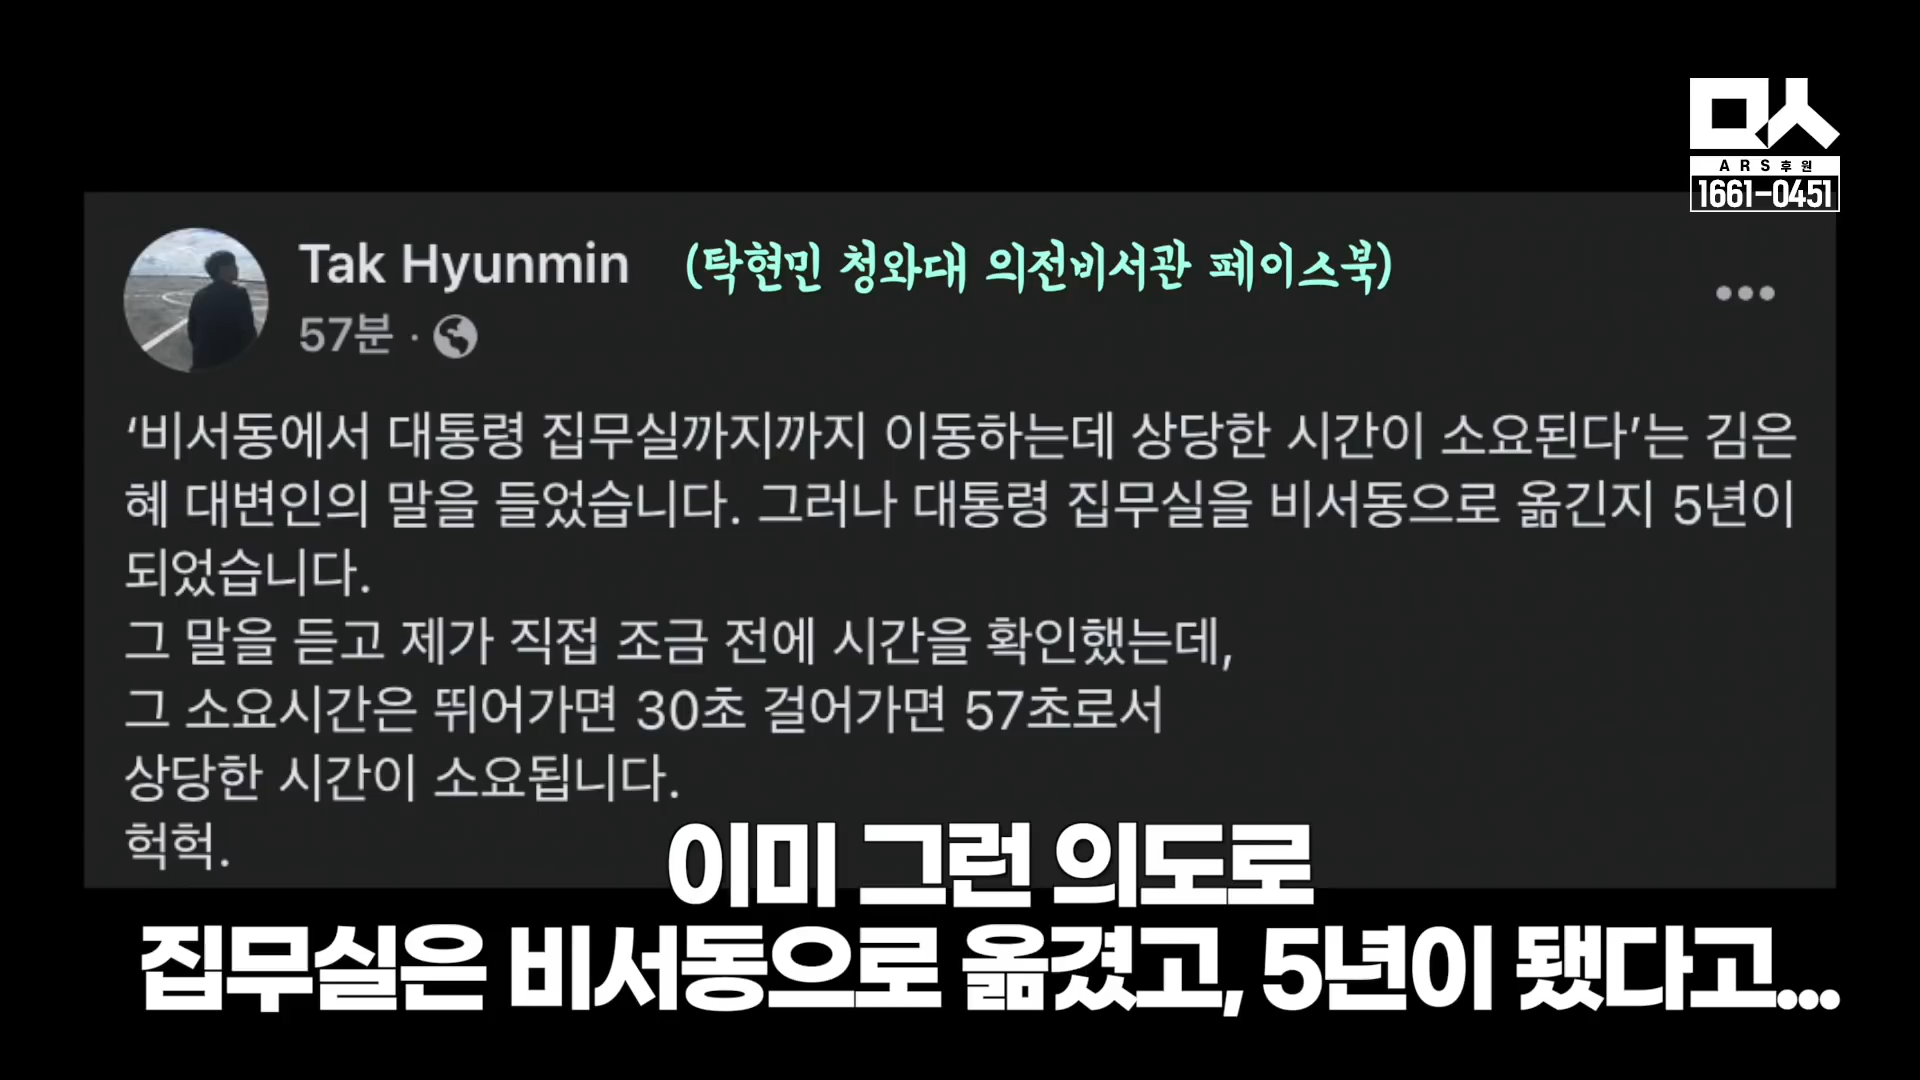 ㅁ시
ARS후원
1661-0451
Tak Hyunmin (탁현민 청와대 의전비서관 페이스북)
57분 ·
‘비서동에서 대통령 집무실까지까지 이동하는데 상당한 시간이 소요된다’는 김은
혜 대변인의 말을 들었습니다. 그러나 대통령 집무실을 비서동으로 옮긴지 5년이
되었습니다.
그 말을 듣고 제가 직접 조금 전에 시간을 확인했는데,
그 소요시간은 뛰어가면 30초 걸어가면 57초로서
상당한 시간이 소요됩니다.
헉헉.
이미 그런 의도로
집무실은 비서동으로 옮겼고, 5년이 됐다고...